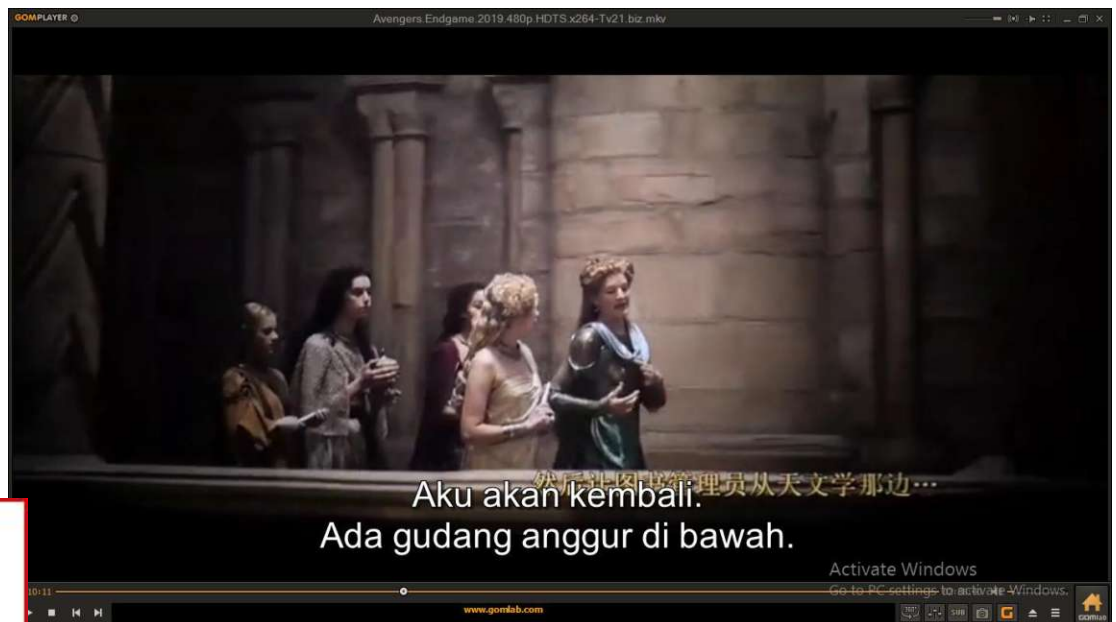 GOMPLAYER
Avengers.Endgame.2019.480p.HDTS.x264-Tv21.biz.mkv
理员从天文学那边…
Aku akan kembali.
Ada gudang anggur di bawah.
Activate Windows
Go to PC settings to activate Windows.
10:11
www.gomlab.com
360°
SUB
G
GOMlab